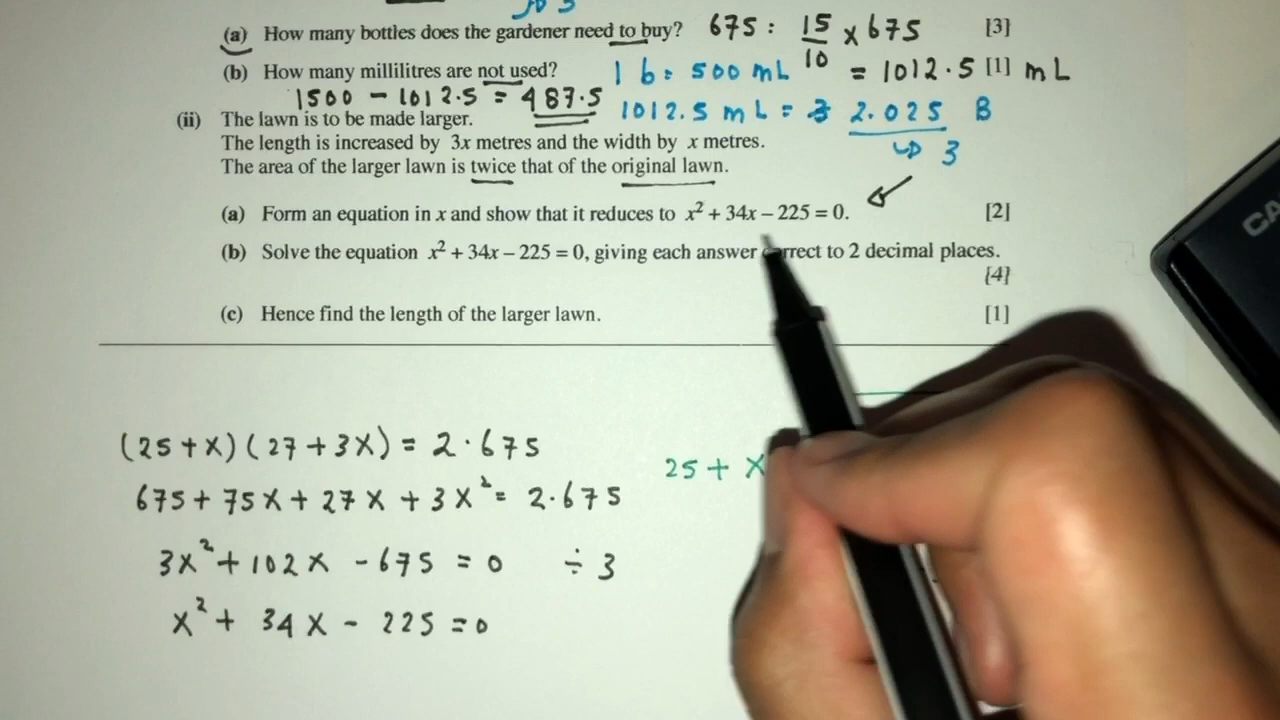 (a) How many bottles does the gardener need to buy? 675 : 15/10 × 675 [3]
(b) How many millilitres are not used? 1 b = 500 mL = 1012.5 [1] mL
1500 - 1012.5 = 487.5 1012.5 mL = 2.025 B
(ii) The lawn is to be made larger.
↳ 3
The length is increased by 3x metres and the width by x metres.
The area of the larger lawn is twice that of the original lawn.
(a) Form an equation in x and show that it reduces to x² + 34x – 225 = 0. [2]
(b) Solve the equation x² + 34x – 225 = 0, giving each answer correct to 2 decimal places.
[4]
(c) Hence find the length of the larger lawn. [1]
(25 + x)(27 + 3x) = 2·675
25 + x
675 + 75x + 27x + 3x² = 2·675
3x² + 102x - 675 = 0 ÷ 3
x² + 34x - 225 = 0
CA